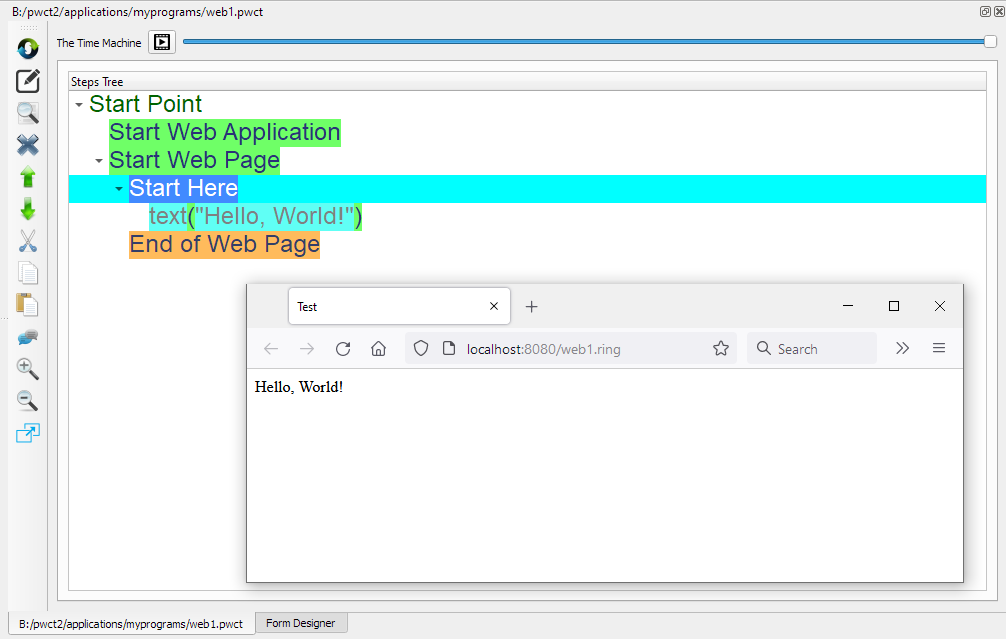 B:/pwct2/applications/myprograms/web1.pwct
The Time Machine
Steps Tree
Start Point
Start Web Application
Start Web Page
Start Here
text("Hello, World!")
End of Web Page
Test
localhost:8080/web1.ring
Search
Hello, World!
B:/pwct2/applications/myprograms/web1.pwct
Form Designer